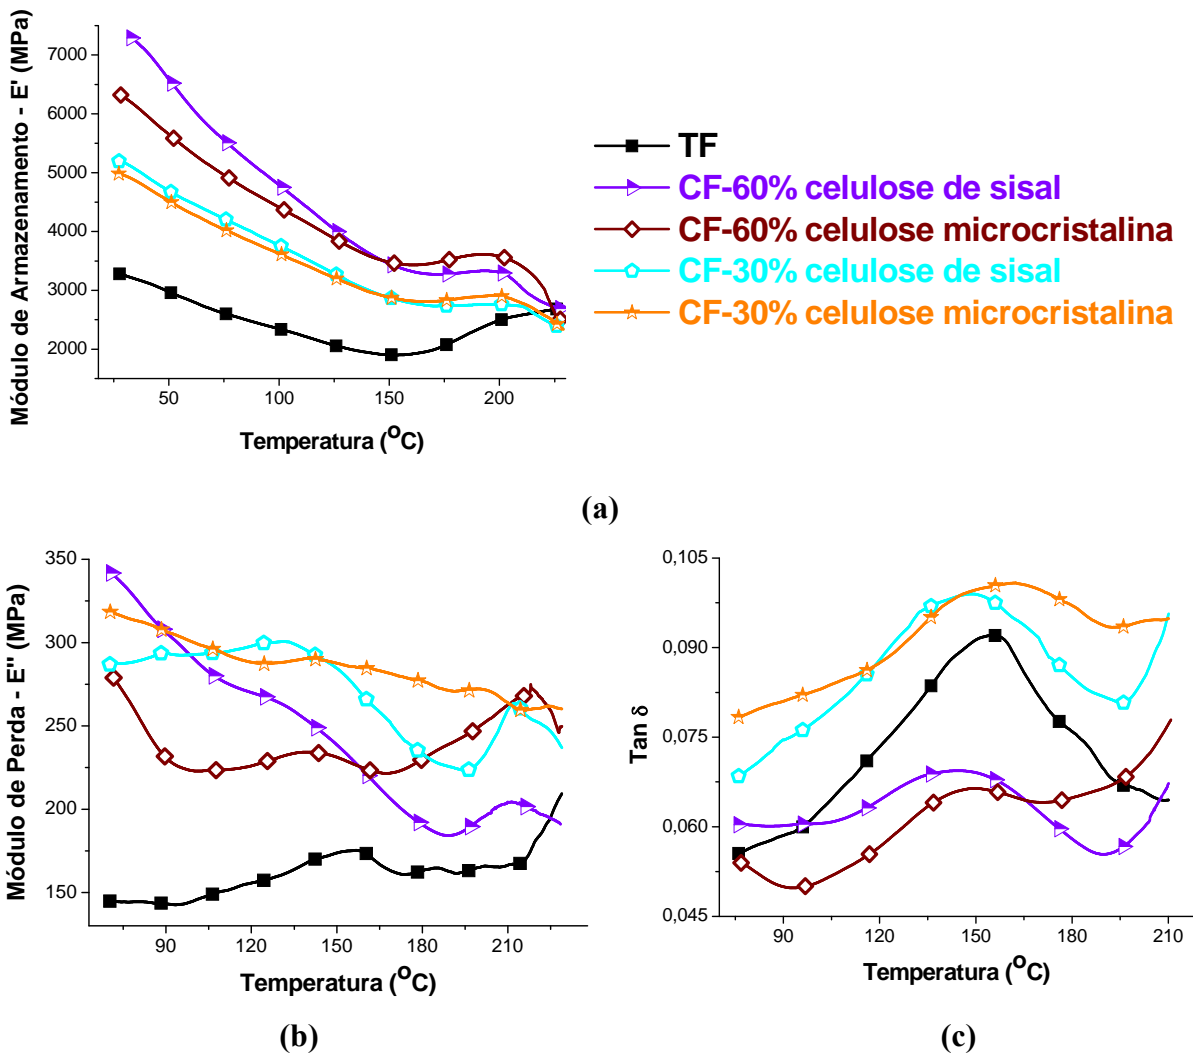 Módulo de Armazenamento - E' (MPa)
7000
6000
5000
4000
3000
2000
50 100 150 200
Temperatura (ºC)
TF
CF-60% celulose de sisal
CF-60% celulose microcristalina
CF-30% celulose de sisal
CF-30% celulose microcristalina
(a)
Módulo de Perda - E'' (MPa)
350
300
250
200
150
90 120 150 180 210
Temperatura (ºC)
(b)
Tan δ
0,105
0,090
0,075
0,060
0,045
90 120 150 180 210
Temperatura (ºC)
(c)